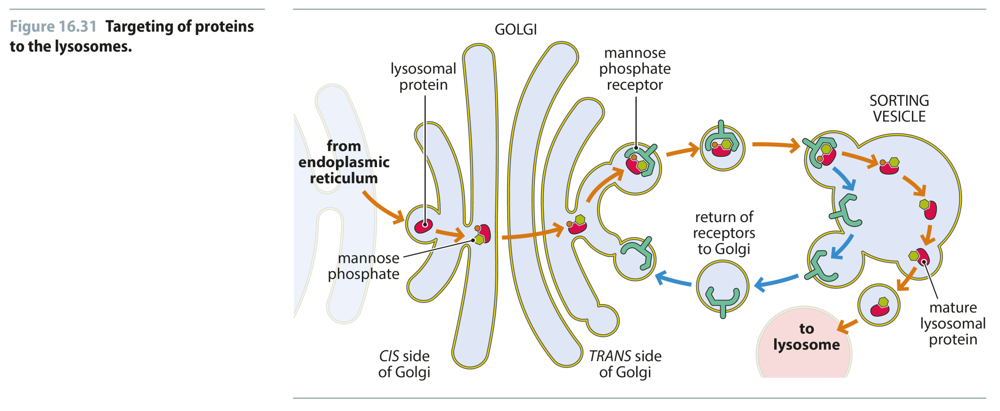 Figure 16.31 Targeting of proteins
to the lysosomes.
GOLGI
mannose
phosphate
receptor
lysosomal
protein
SORTING
VESICLE
from
endoplasmic
reticulum
return of
receptors
to Golgi
mannose
phosphate
mature
lysosomal
protein
to
lysosome
CIS side
of Golgi
TRANS side
of Golgi